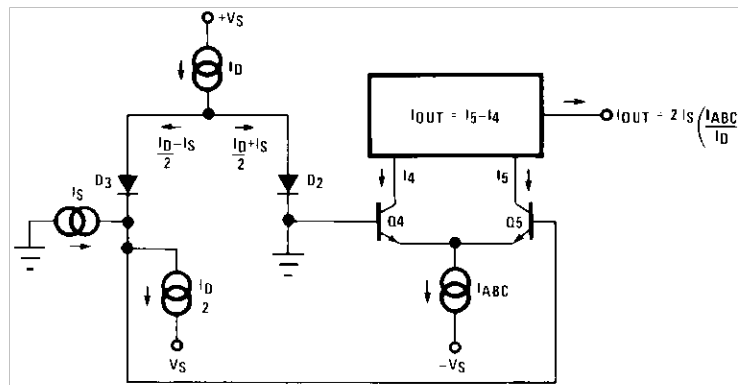 +VS
ID
IOUT = I5-I4
IOUT = 2 IS (IABC
ID
ID-IS
2
ID+IS
2
I4
I5
D3
D2
IS
Q4
Q5
ID
2
IABC
VS
-VS